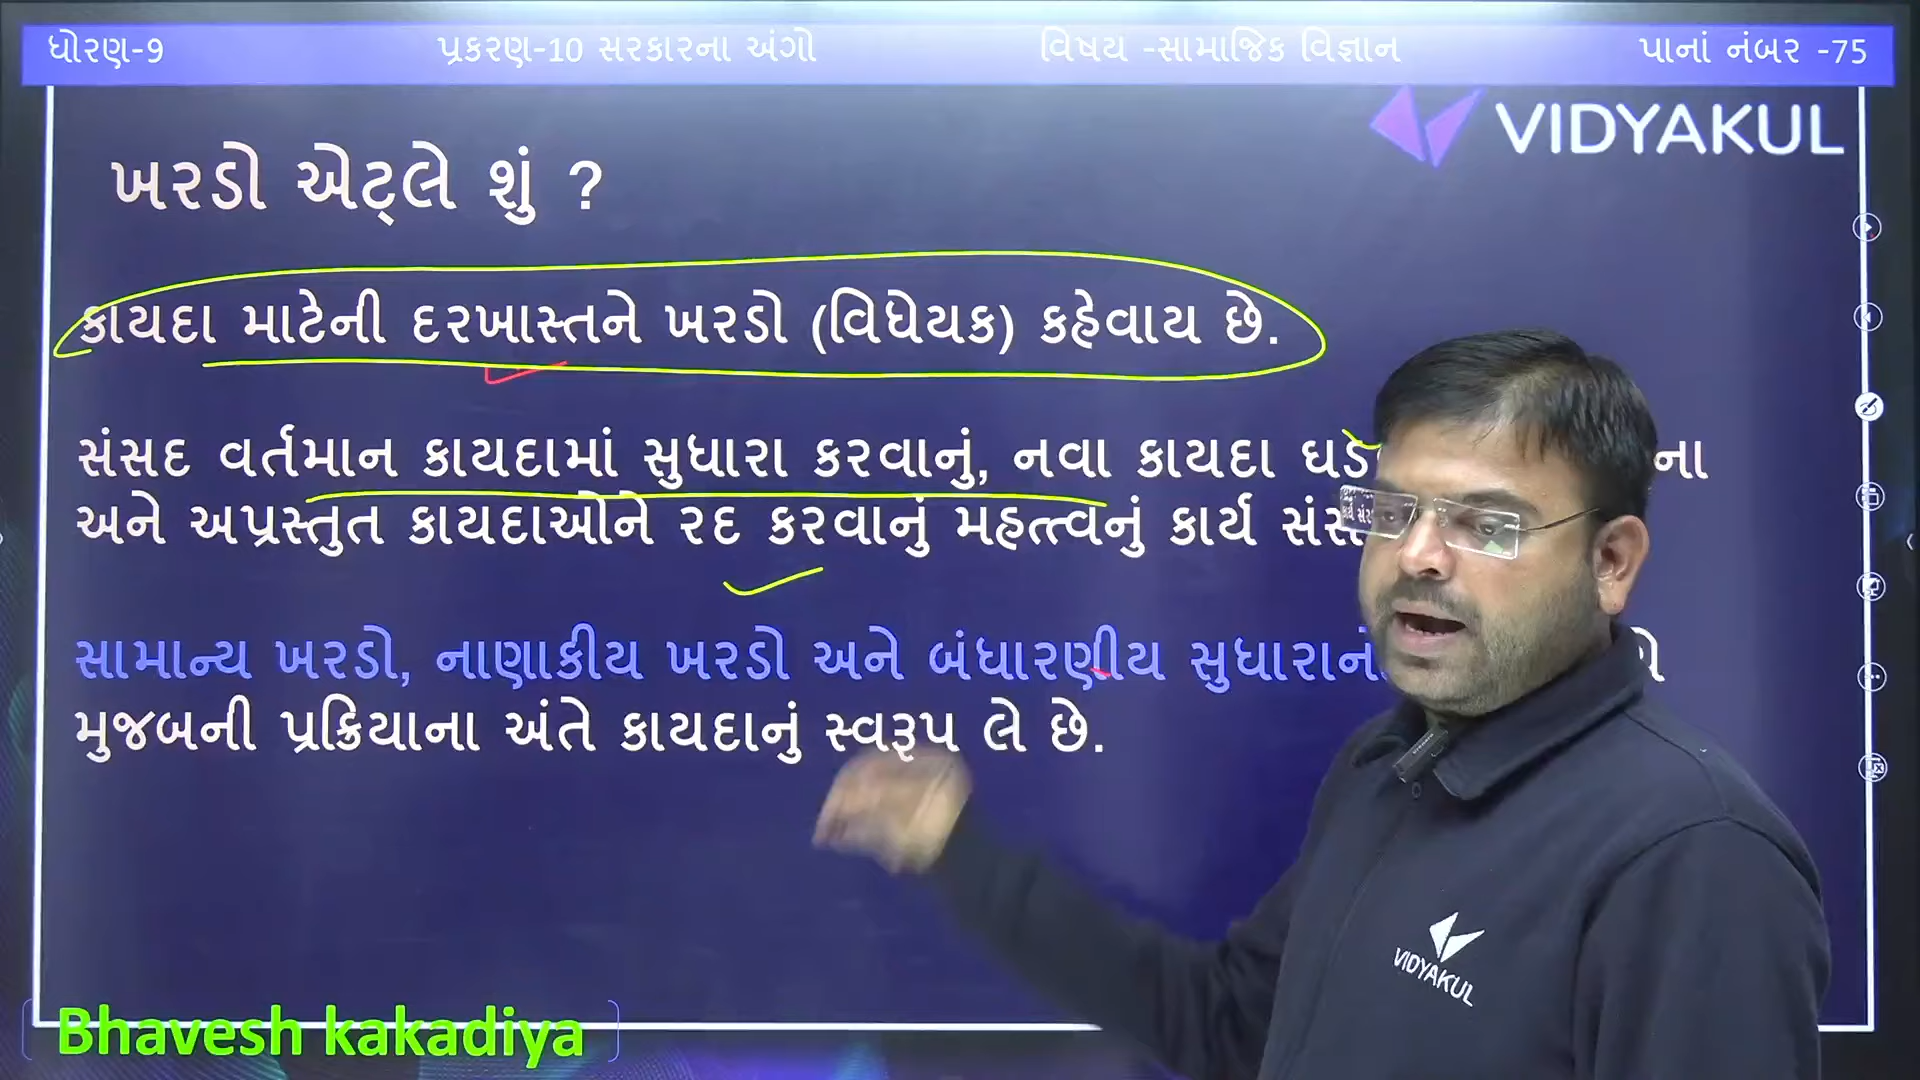 ધોરણ-9 પ્રકરણ-10 સરકારના અંગો વિષય -સામાજિક વિજ્ઞાન પાનાં નંબર -75
VIDYAKUL
ખરડો એટ્લે શું ?
કાયદા માટેની દરખાસ્તને ખરડો (વિધેયક) કહેવાય છે.
સંસદ વર્તમાન કાયદામાં સુધારા કરવાનું, નવા કાયદા
અને અપ્રસ્તુત કાયદાઓને રદ કરવાનું મહત્ત્વનું કાર્ય
સામાન્ય ખરડો, નાણાકીય ખરડો અને બંધારણીય
મુજબની પ્રક્રિયાના અંતે કાયદાનું સ્વરૂપ લે છે.
VIDYAKUL
Bhavesh kakadiya